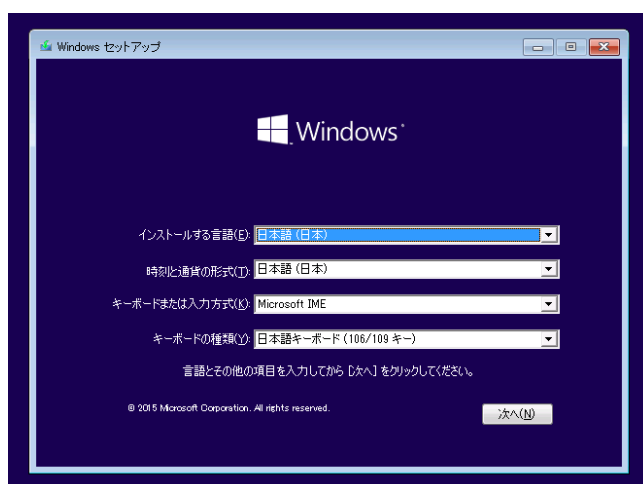 Windows セットアップ
Windows
インストールする言語(E): 日本語 (日本)
時刻と通貨の形式(T): 日本語 (日本)
キーボードまたは入力方式(K): Microsoft IME
キーボードの種類(Y): 日本語キーボード (106/109 キー)
言語とその他の項目を入力してから [次へ] をクリックしてください。
© 2015 Microsoft Corporation. All rights reserved.
次へ(N)